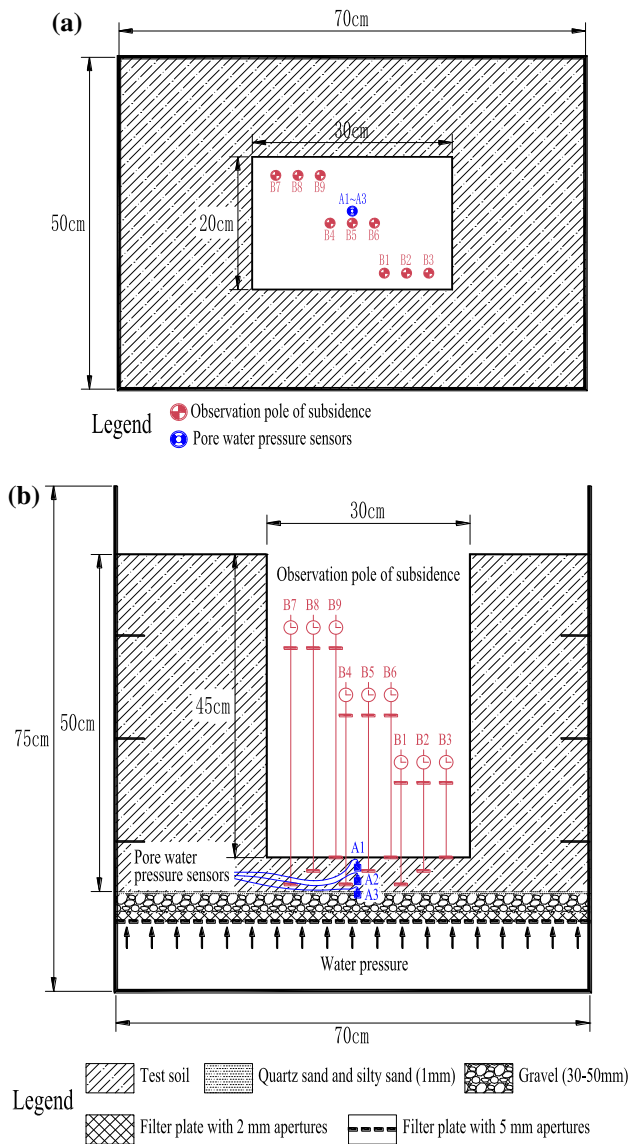 (a)
70cm
30cm
B7 B8 B9
A1~A3
50cm
20cm
B4 B5 B6
B1 B2 B3
Legend
Observation pole of subsidence
Pore water pressure sensors
(b)
30cm
Observation pole of subsidence
B7 B8 B9
B4 B5 B6
75cm
50cm
45cm
B1 B2 B3
Pore water
pressure sensors
A1
A2
A3
Water pressure
70cm
Legend
Test soil
Quartz sand and silty sand (1mm)
Gravel (30-50mm)
Filter plate with 2 mm apertures
Filter plate with 5 mm apertures